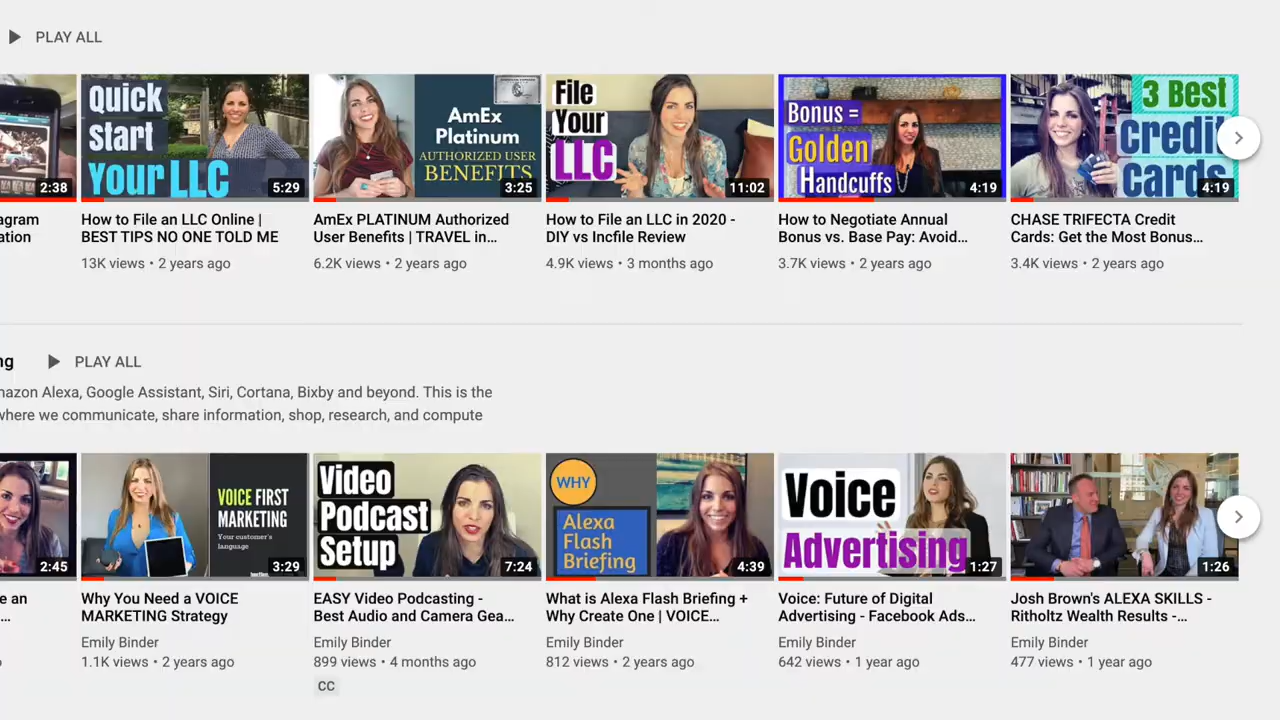 PLAY ALL
Quick
Start
Your LLC
5:29
AmEx
Platinum
AUTHORIZED USER
BENEFITS
3:25
File
Your
LLC
11:02
Bonus =
Golden
Handcuffs
4:19
3 Best
Credit
Cards
4:19
2:38
agram
ation
How to File an LLC Online |
BEST TIPS NO ONE TOLD ME
13K views • 2 years ago
AmEx PLATINUM Authorized
User Benefits | TRAVEL in...
6.2K views • 2 years ago
How to File an LLC in 2020 -
DIY vs Incfile Review
4.9K views • 3 months ago
How to Negotiate Annual
Bonus vs. Base Pay: Avoid...
3.7K views • 2 years ago
CHASE TRIFECTA Credit
Cards: Get the Most Bonus...
3.4K views • 2 years ago
ng
PLAY ALL
nazon Alexa, Google Assistant, Siri, Cortana, Bixby and beyond. This is the
where we communicate, share information, shop, research, and compute
2:45
VOICE FIRST
MARKETING
Your customer's
language
3:29
Video
Podcast
Setup
7:24
WHY
Alexa
Flash
Briefing
4:39
Voice
Advertising
1:27
1:26
e an
...
Why You Need a VOICE
MARKETING Strategy
Emily Binder
1.1K views • 2 years ago
EASY Video Podcasting -
Best Audio and Camera Gea...
Emily Binder
899 views • 4 months ago
CC
What is Alexa Flash Briefing +
Why Create One | VOICE...
Emily Binder
812 views • 2 years ago
Voice: Future of Digital
Advertising - Facebook Ads...
Emily Binder
642 views • 1 year ago
Josh Brown's ALEXA SKILLS -
Ritholtz Wealth Results -...
Emily Binder
477 views • 1 year ago